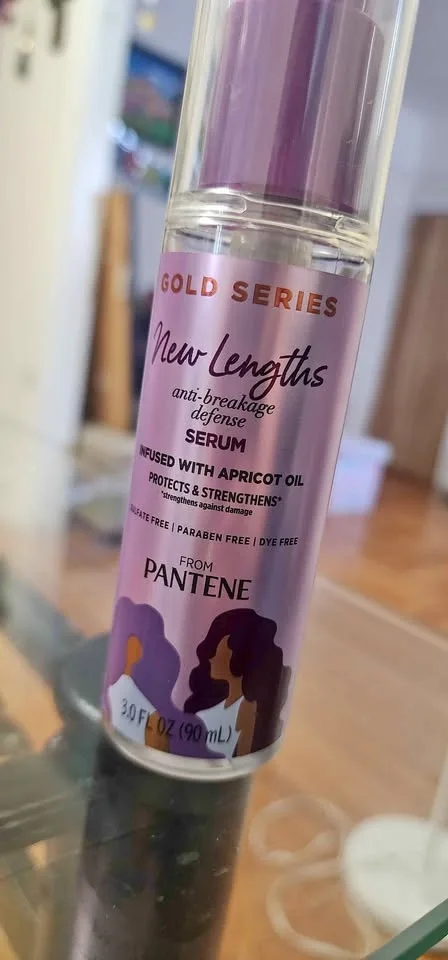 GOLD SERIES
New Lengths
anti-breakage
defense
SERUM
INFUSED WITH APRICOT OIL
PROTECTS & STRENGTHENS*
*strengthens against damage
SULFATE FREE | PARABEN FREE | DYE FREE
FROM
PANTENE
3.0 FL OZ (90 mL)